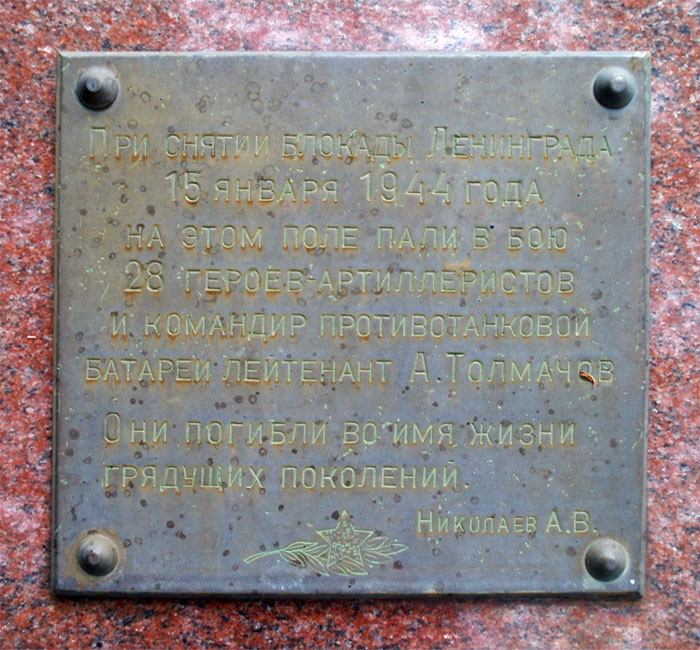 При снятии блокады Ленинграда
15 января 1944 года
на этом поле пали в бою
28 героев-артиллеристов
и командир противотанковой
батареи лейтенант А.Толмачов
Они погибли во имя жизни
грядущих поколений.
Николаев А.В.